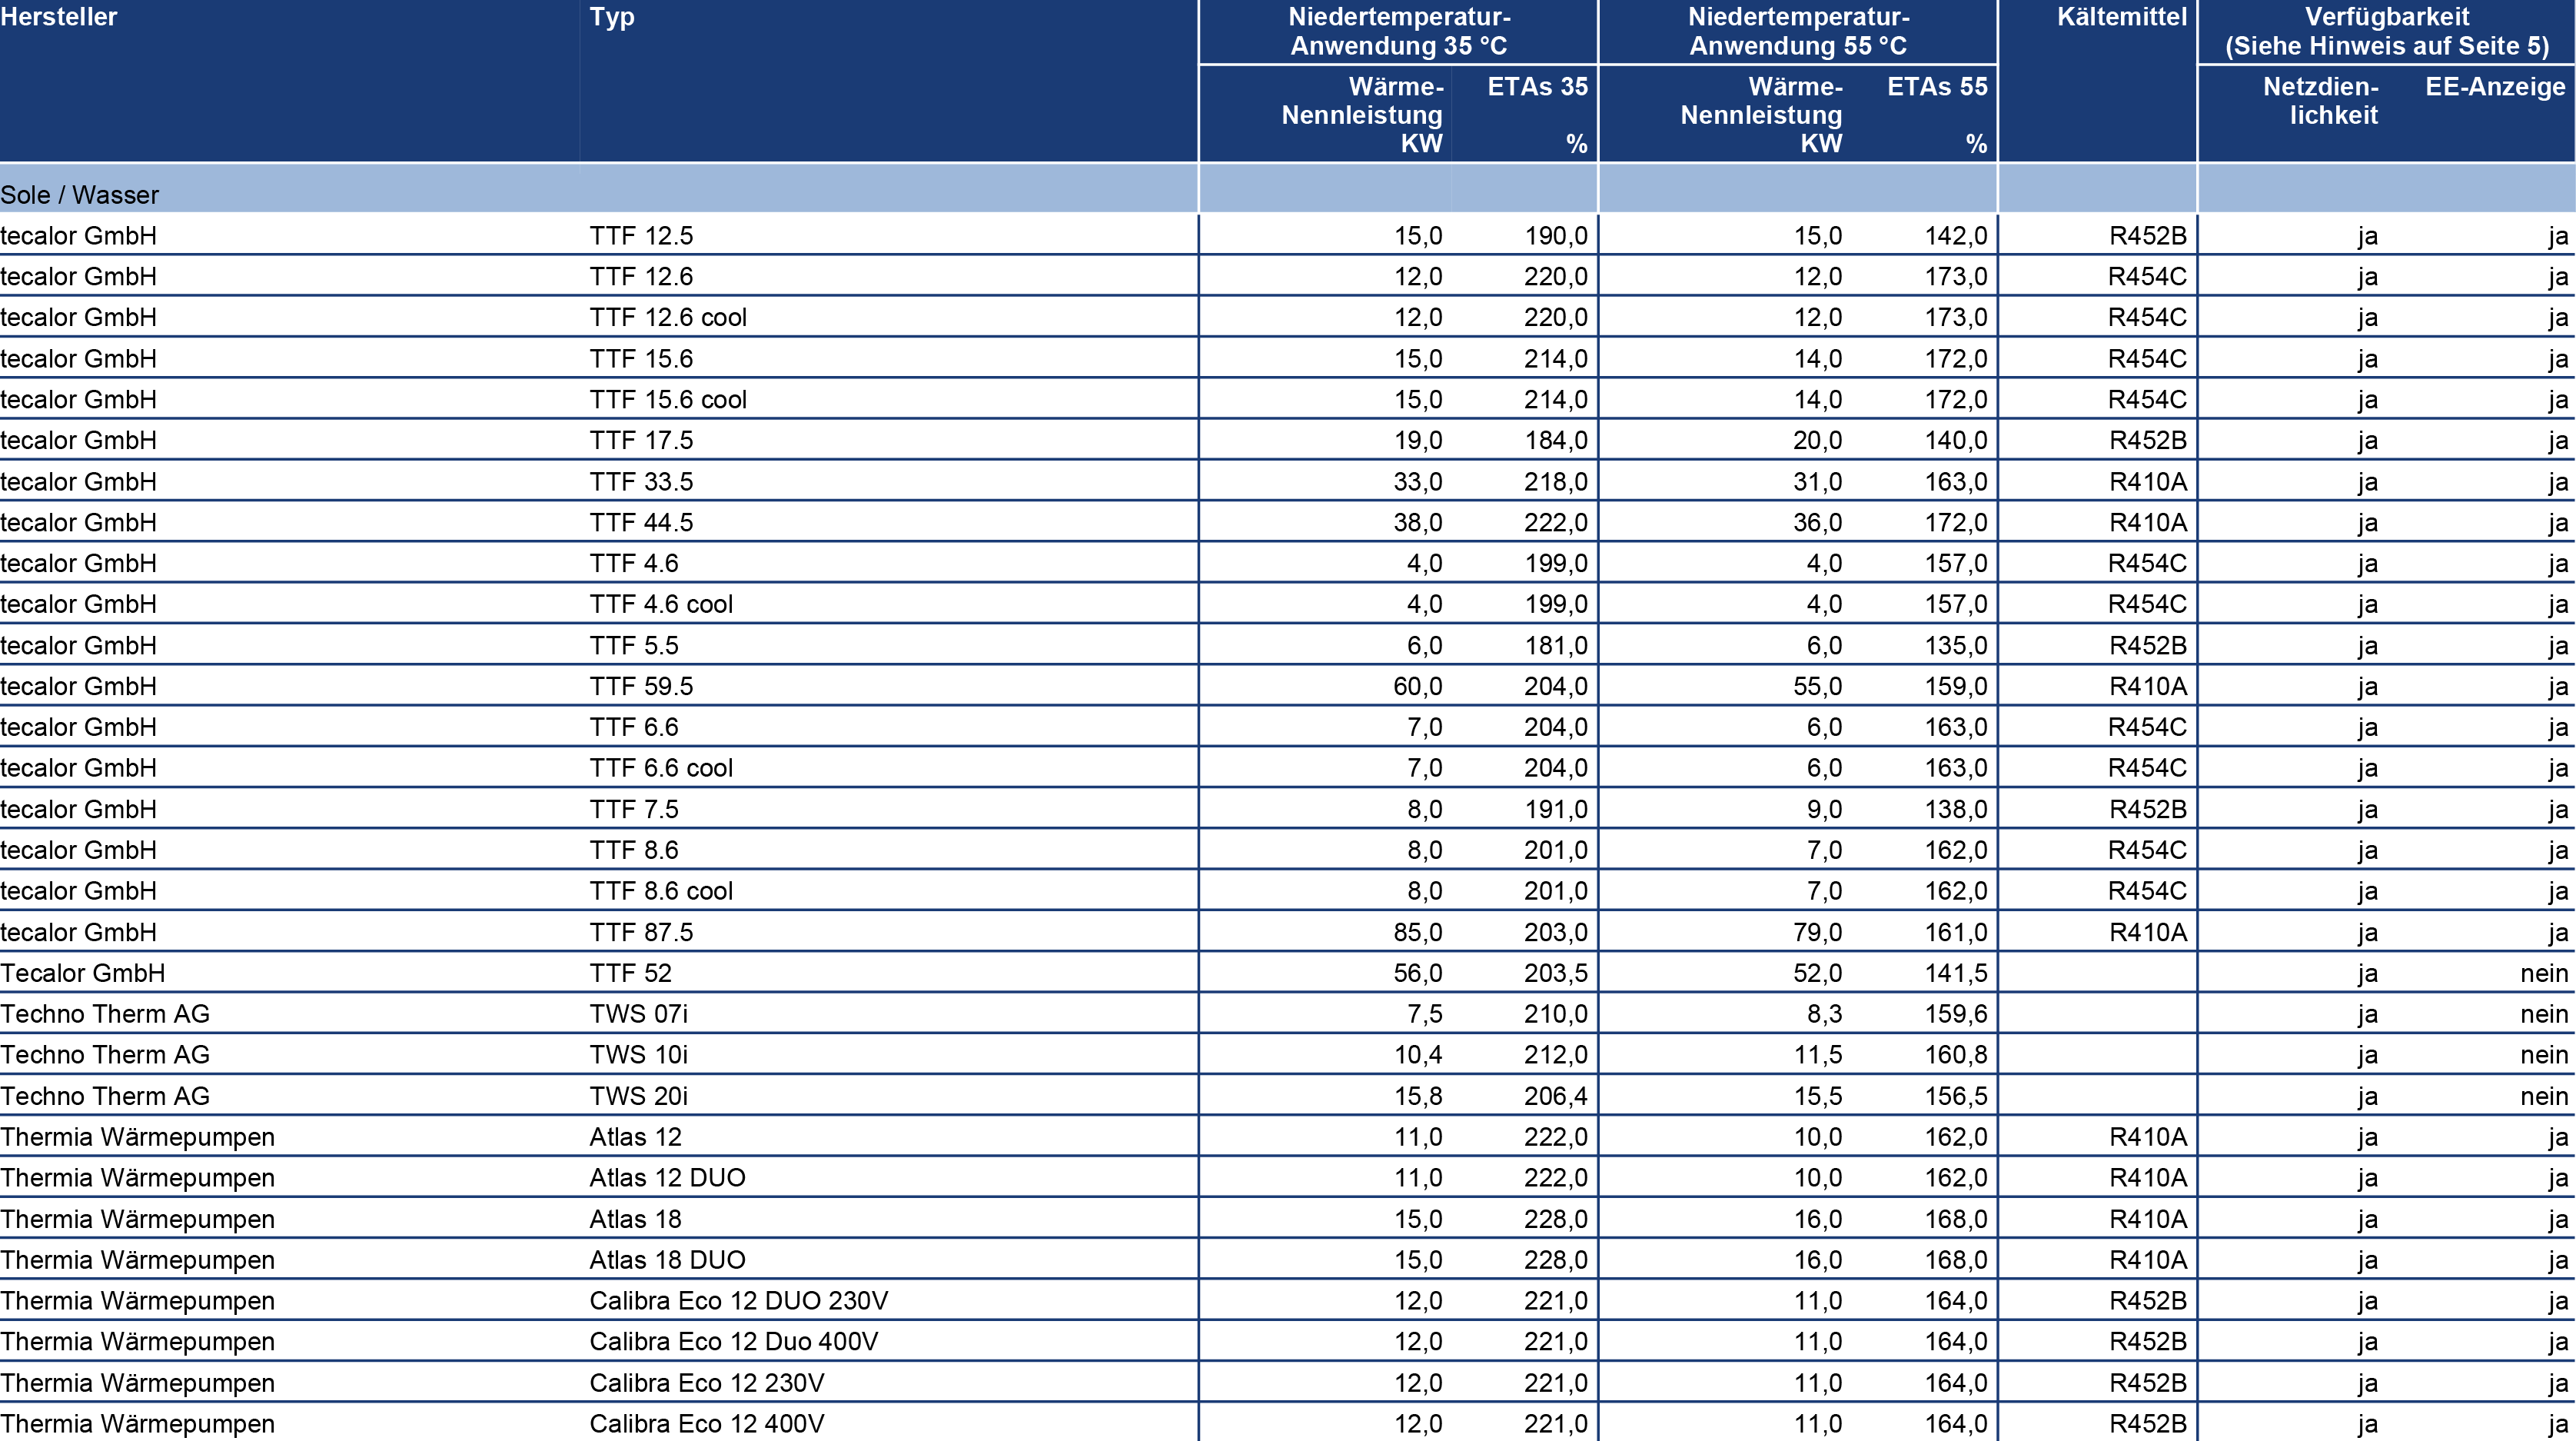 Hersteller Typ Niedertemperatur- Niedertemperatur- Kältemittel Verfügbarkeit
Anwendung 35 °C Anwendung 55 °C (Siehe Hinweis auf Seite 5)
Wärme- ETAs 35 Wärme- ETAs 55 Netzdien- EE-Anzeige
Nennleistung Nennleistung lichkeit
KW % KW %
Sole / Wasser
tecalor GmbH TTF 12.5 15,0 190,0 15,0 142,0 R452B ja ja
tecalor GmbH TTF 12.6 12,0 220,0 12,0 173,0 R454C ja ja
tecalor GmbH TTF 12.6 cool 12,0 220,0 12,0 173,0 R454C ja ja
tecalor GmbH TTF 15.6 15,0 214,0 14,0 172,0 R454C ja ja
tecalor GmbH TTF 15.6 cool 15,0 214,0 14,0 172,0 R454C ja ja
tecalor GmbH TTF 17.5 19,0 184,0 20,0 140,0 R452B ja ja
tecalor GmbH TTF 33.5 33,0 218,0 31,0 163,0 R410A ja ja
tecalor GmbH TTF 44.5 38,0 222,0 36,0 172,0 R410A ja ja
tecalor GmbH TTF 4.6 4,0 199,0 4,0 157,0 R454C ja ja
tecalor GmbH TTF 4.6 cool 4,0 199,0 4,0 157,0 R454C ja ja
tecalor GmbH TTF 5.5 6,0 181,0 6,0 135,0 R452B ja ja
tecalor GmbH TTF 59.5 60,0 204,0 55,0 159,0 R410A ja ja
tecalor GmbH TTF 6.6 7,0 204,0 6,0 163,0 R454C ja ja
tecalor GmbH TTF 6.6 cool 7,0 204,0 6,0 163,0 R454C ja ja
tecalor GmbH TTF 7.5 8,0 191,0 9,0 138,0 R452B ja ja
tecalor GmbH TTF 8.6 8,0 201,0 7,0 162,0 R454C ja ja
tecalor GmbH TTF 8.6 cool 8,0 201,0 7,0 162,0 R454C ja ja
tecalor GmbH TTF 87.5 85,0 203,0 79,0 161,0 R410A ja ja
Tecalor GmbH TTF 52 56,0 203,5 52,0 141,5 ja nein
Techno Therm AG TWS 07i 7,5 210,0 8,3 159,6 ja nein
Techno Therm AG TWS 10i 10,4 212,0 11,5 160,8 ja nein
Techno Therm AG TWS 20i 15,8 206,4 15,5 156,5 ja nein
Thermia Wärmepumpen Atlas 12 11,0 222,0 10,0 162,0 R410A ja ja
Thermia Wärmepumpen Atlas 12 DUO 11,0 222,0 10,0 162,0 R410A ja ja
Thermia Wärmepumpen Atlas 18 15,0 228,0 16,0 168,0 R410A ja ja
Thermia Wärmepumpen Atlas 18 DUO 15,0 228,0 16,0 168,0 R410A ja ja
Thermia Wärmepumpen Calibra Eco 12 DUO 230V 12,0 221,0 11,0 164,0 R452B ja ja
Thermia Wärmepumpen Calibra Eco 12 Duo 400V 12,0 221,0 11,0 164,0 R452B ja ja
Thermia Wärmepumpen Calibra Eco 12 230V 12,0 221,0 11,0 164,0 R452B ja ja
Thermia Wärmepumpen Calibra Eco 12 400V 12,0 221,0 11,0 164,0 R452B ja ja